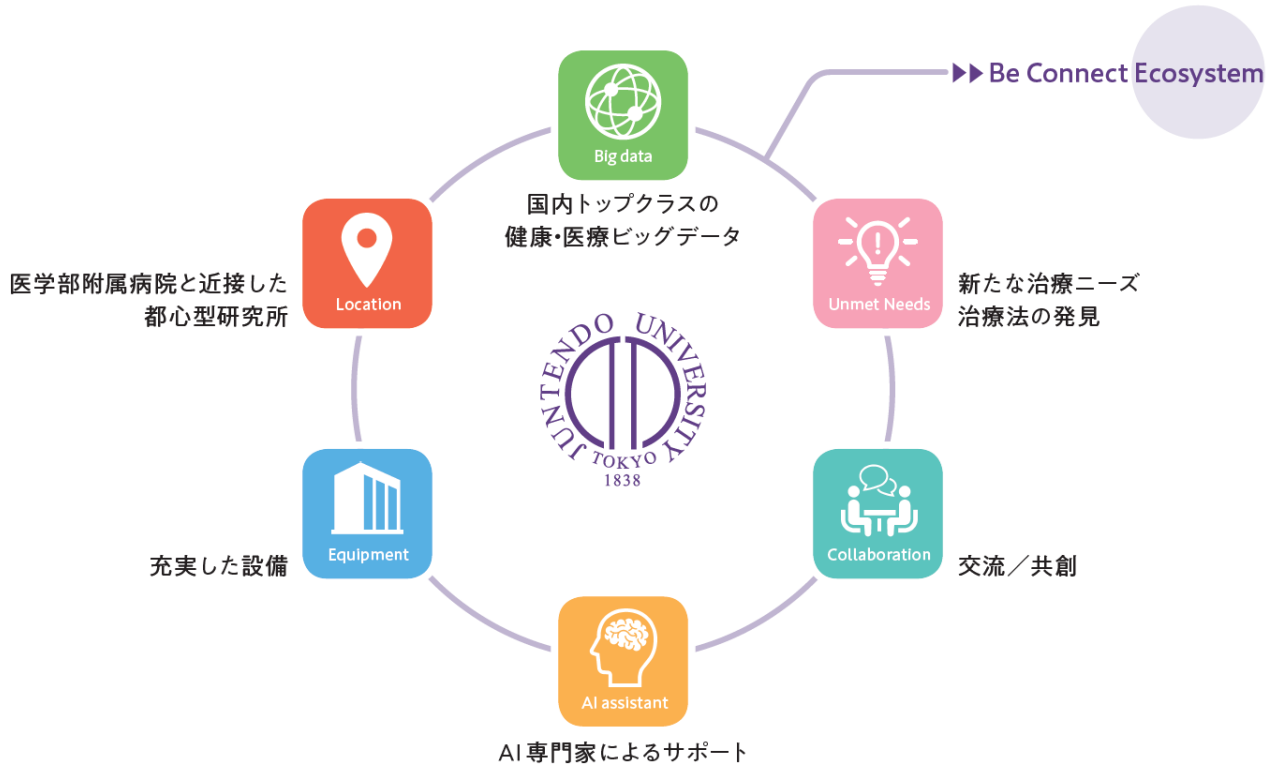 Be Connect Ecosystem
Big data
国内トップクラスの
健康・医療ビッグデータ
Location
医学部附属病院と近接した
都心型研究所
Unmet Needs
新たな治療ニーズ
治療法の発見
JUNTENDO UNIVERSITY
TOKYO
1838
Equipment
充実した設備
Collaboration
交流／共創
AI assistant
AI専門家によるサポート